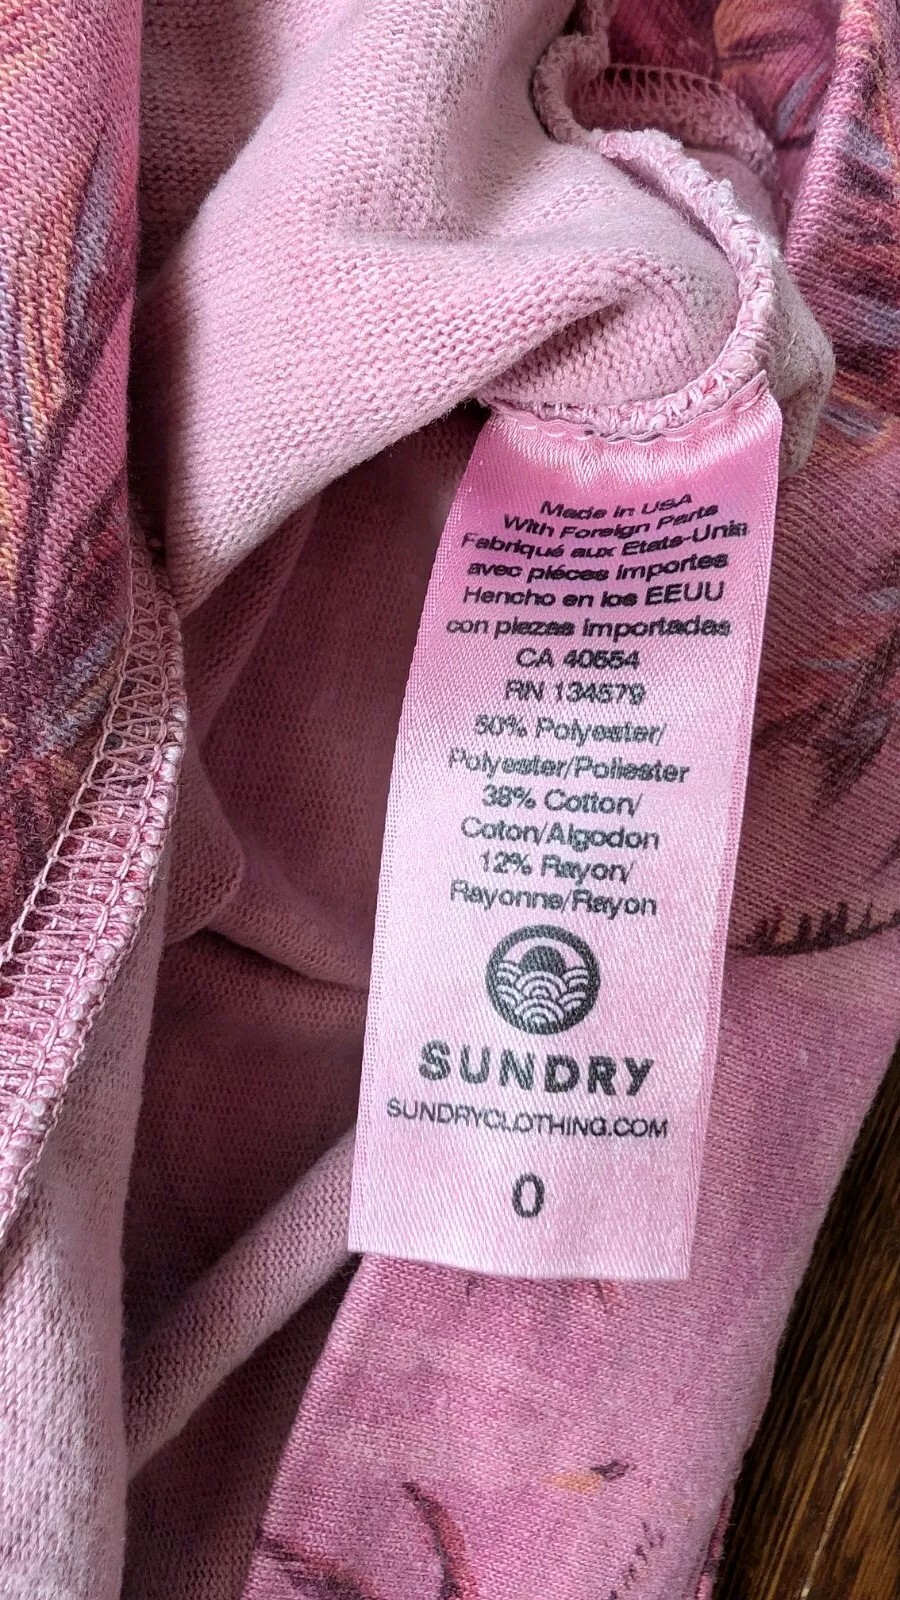 Made in USA
With Foreign Parts
Fabriqué aux Etats-Unis
avec piéces importes
Hencho en los EEUU
con piezas importadas
CA 40554
RN 134579
50% Polyester/
Polyester/Poliester
38% Cotton/
Coton/Algodon
12% Rayon/
Rayonne/Rayon
SUNDRY
SUNDRYCLOTHING.COM
0